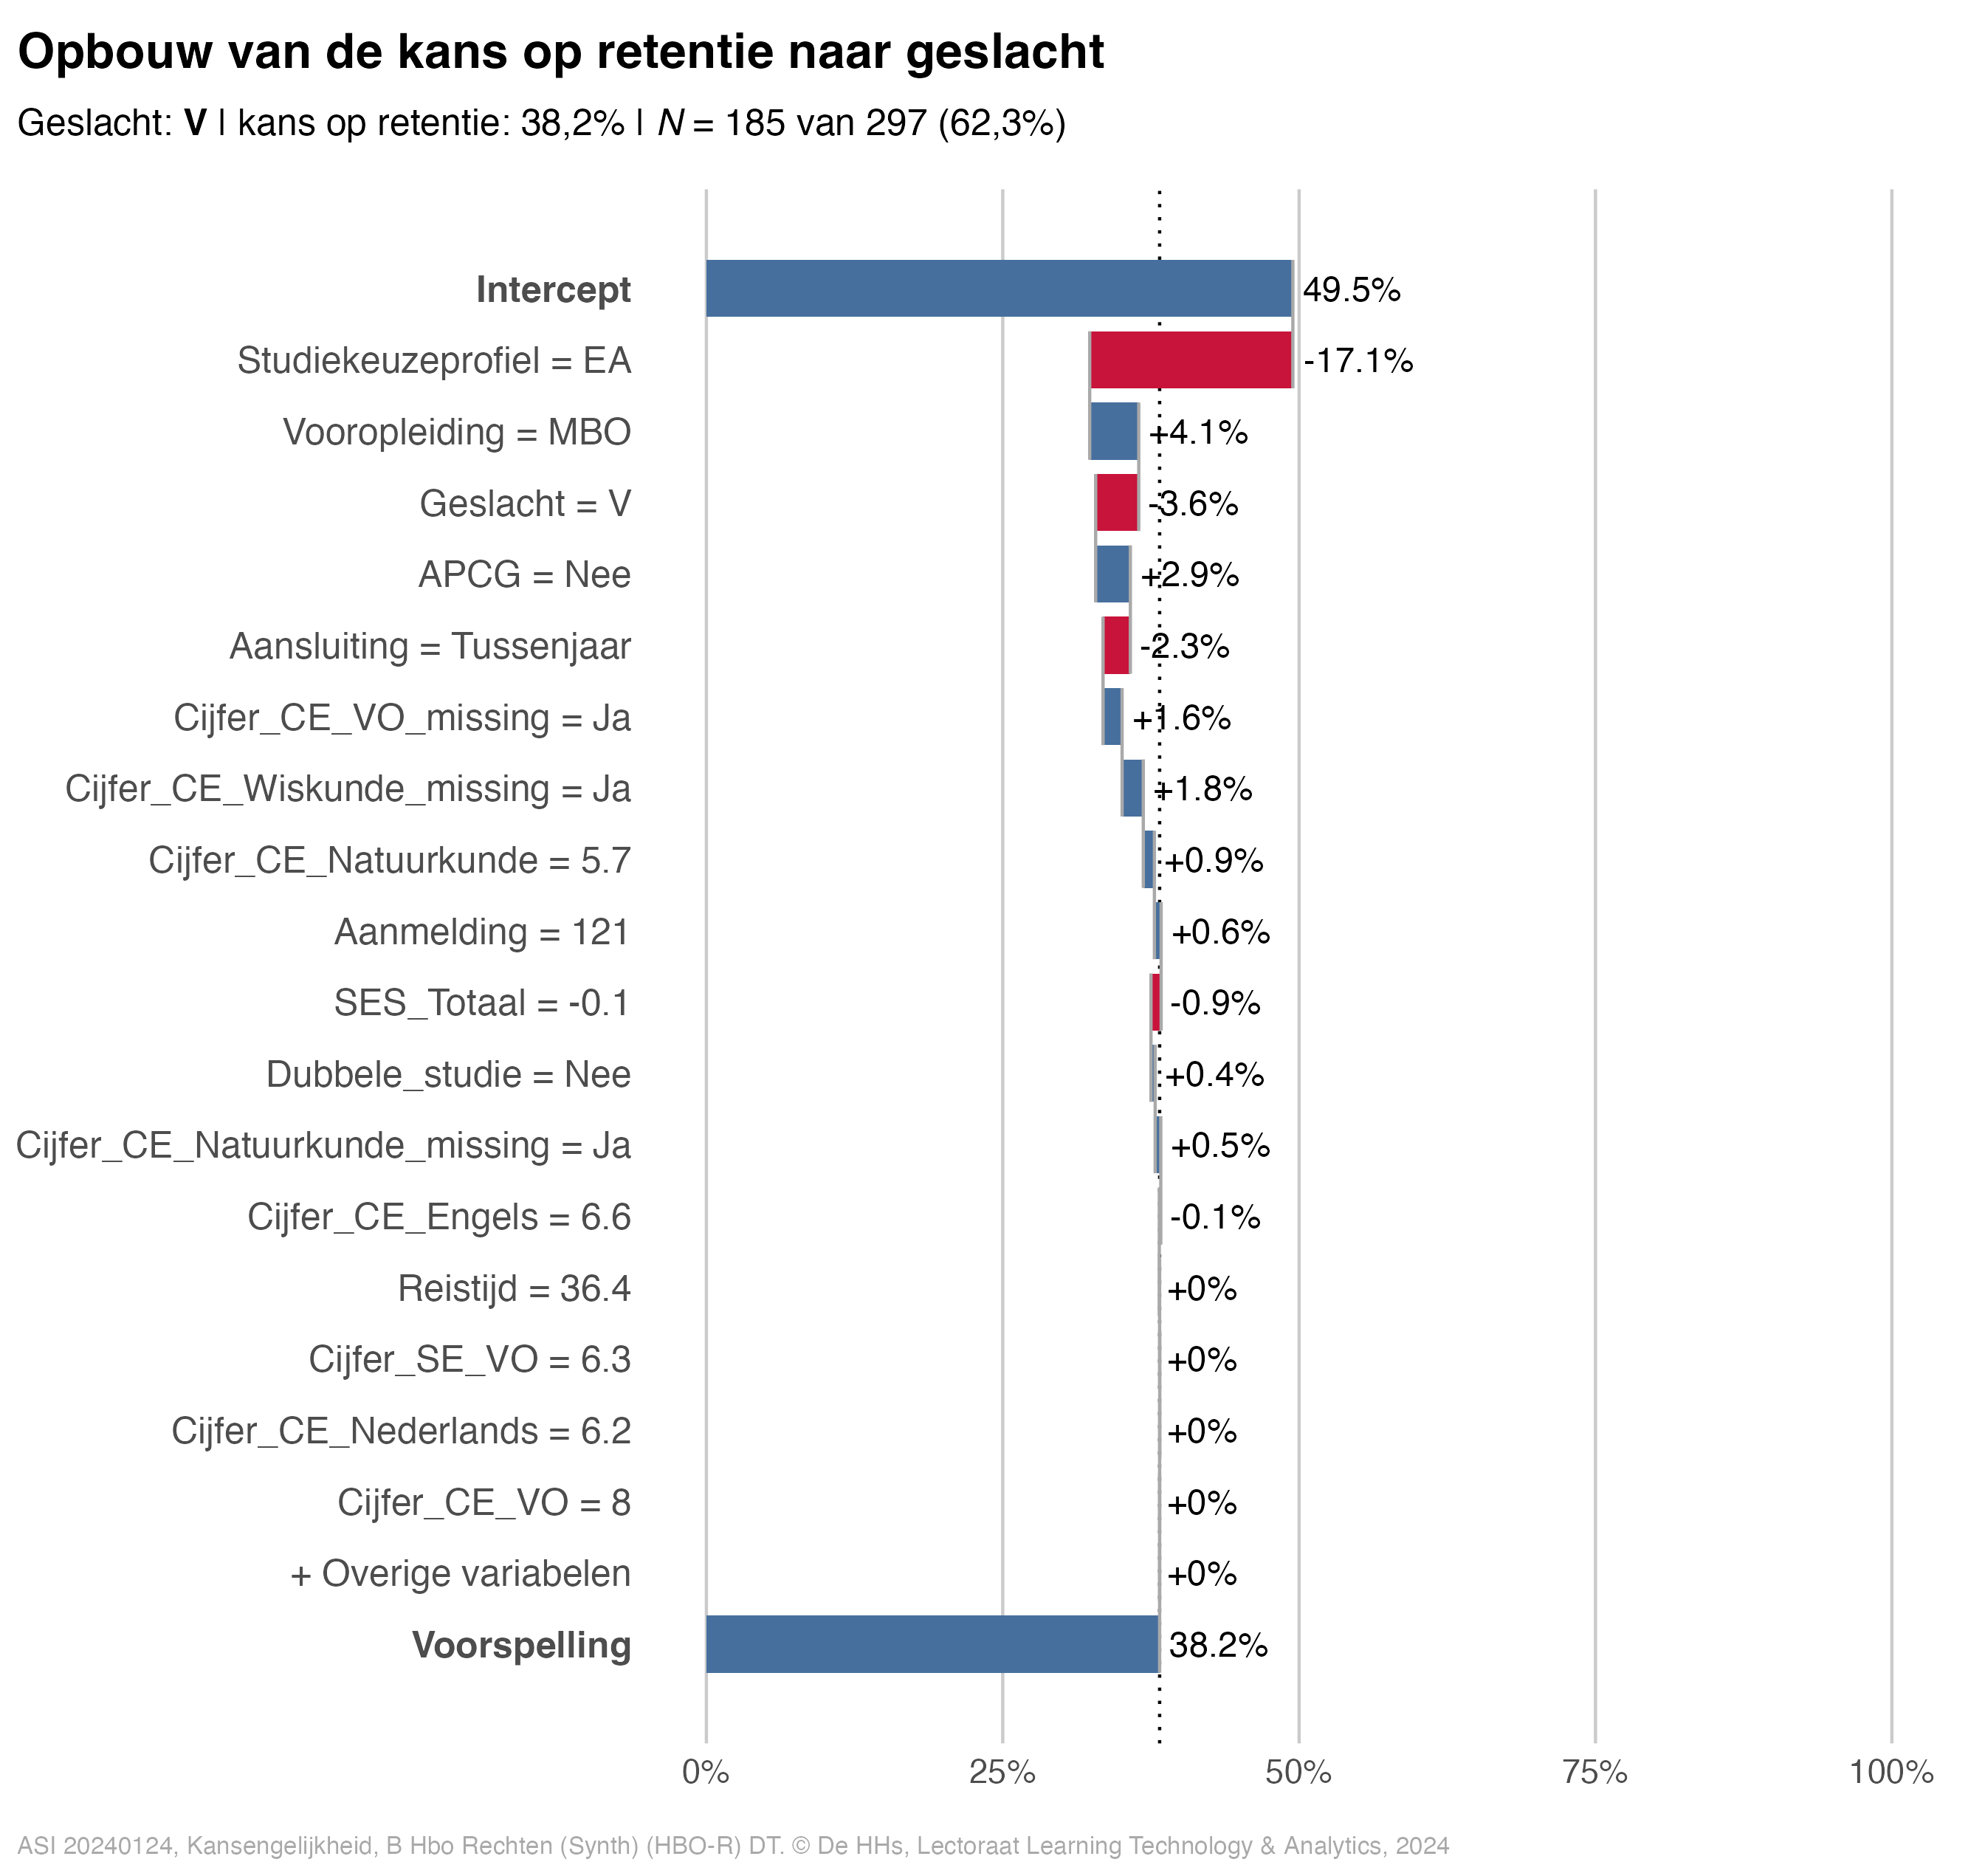 Opbouw van de kans op retentie naar geslacht
Geslacht: V | kans op retentie: 38,2% | N = 185 van 297 (62,3%)
Intercept 49.5%
Studiekeuzeprofiel = EA -17.1%
Vooropleiding = MBO +4.1%
Geslacht = V -3.6%
APCG = Nee +2.9%
Aansluiting = Tussenjaar -2.3%
Cijfer_CE_VO_missing = Ja +1.6%
Cijfer_CE_Wiskunde_missing = Ja +1.8%
Cijfer_CE_Natuurkunde = 5.7 +0.9%
Aanmelding = 121 +0.6%
SES_Totaal = -0.1 -0.9%
Dubbele_studie = Nee +0.4%
Cijfer_CE_Natuurkunde_missing = Ja +0.5%
Cijfer_CE_Engels = 6.6 -0.1%
Reistijd = 36.4 +0%
Cijfer_SE_VO = 6.3 +0%
Cijfer_CE_Nederlands = 6.2 +0%
Cijfer_CE_VO = 8 +0%
+ Overige variabelen +0%
Voorspelling 38.2%
0% 25% 50% 75% 100%
ASI 20240124, Kansengelijkheid, B Hbo Rechten (Synth) (HBO-R) DT. © De HHs, Lectoraat Learning Technology & Analytics, 2024